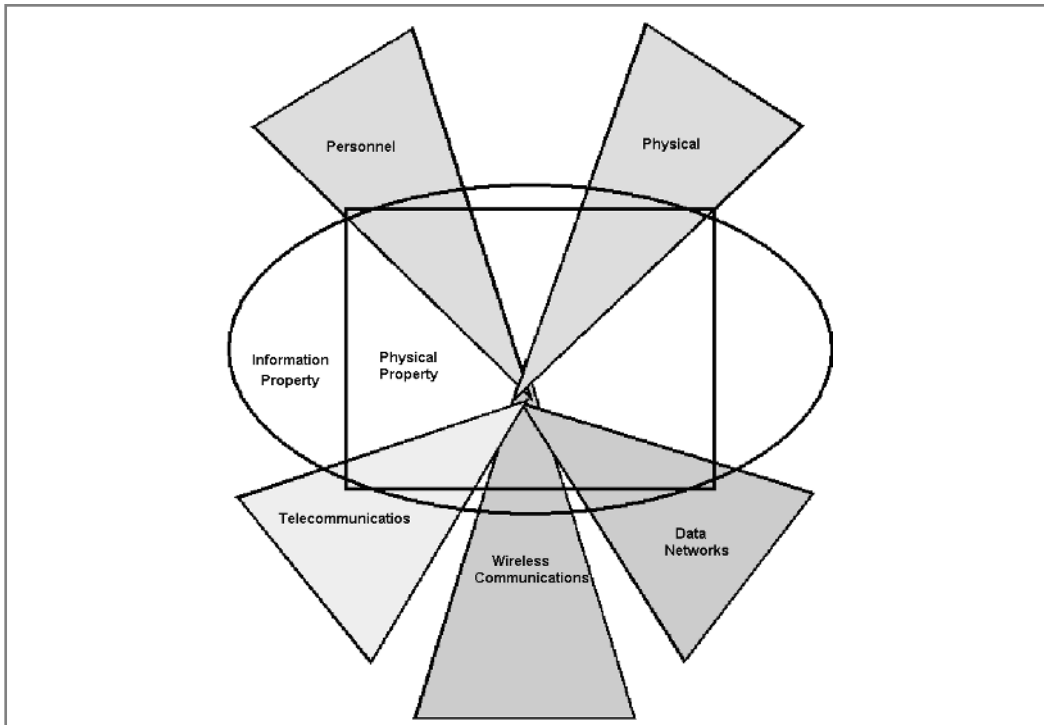 Personnel
Physical
Information
Property
Physical
Property
Telecommunicatios
Wireless
Communications
Data
Networks